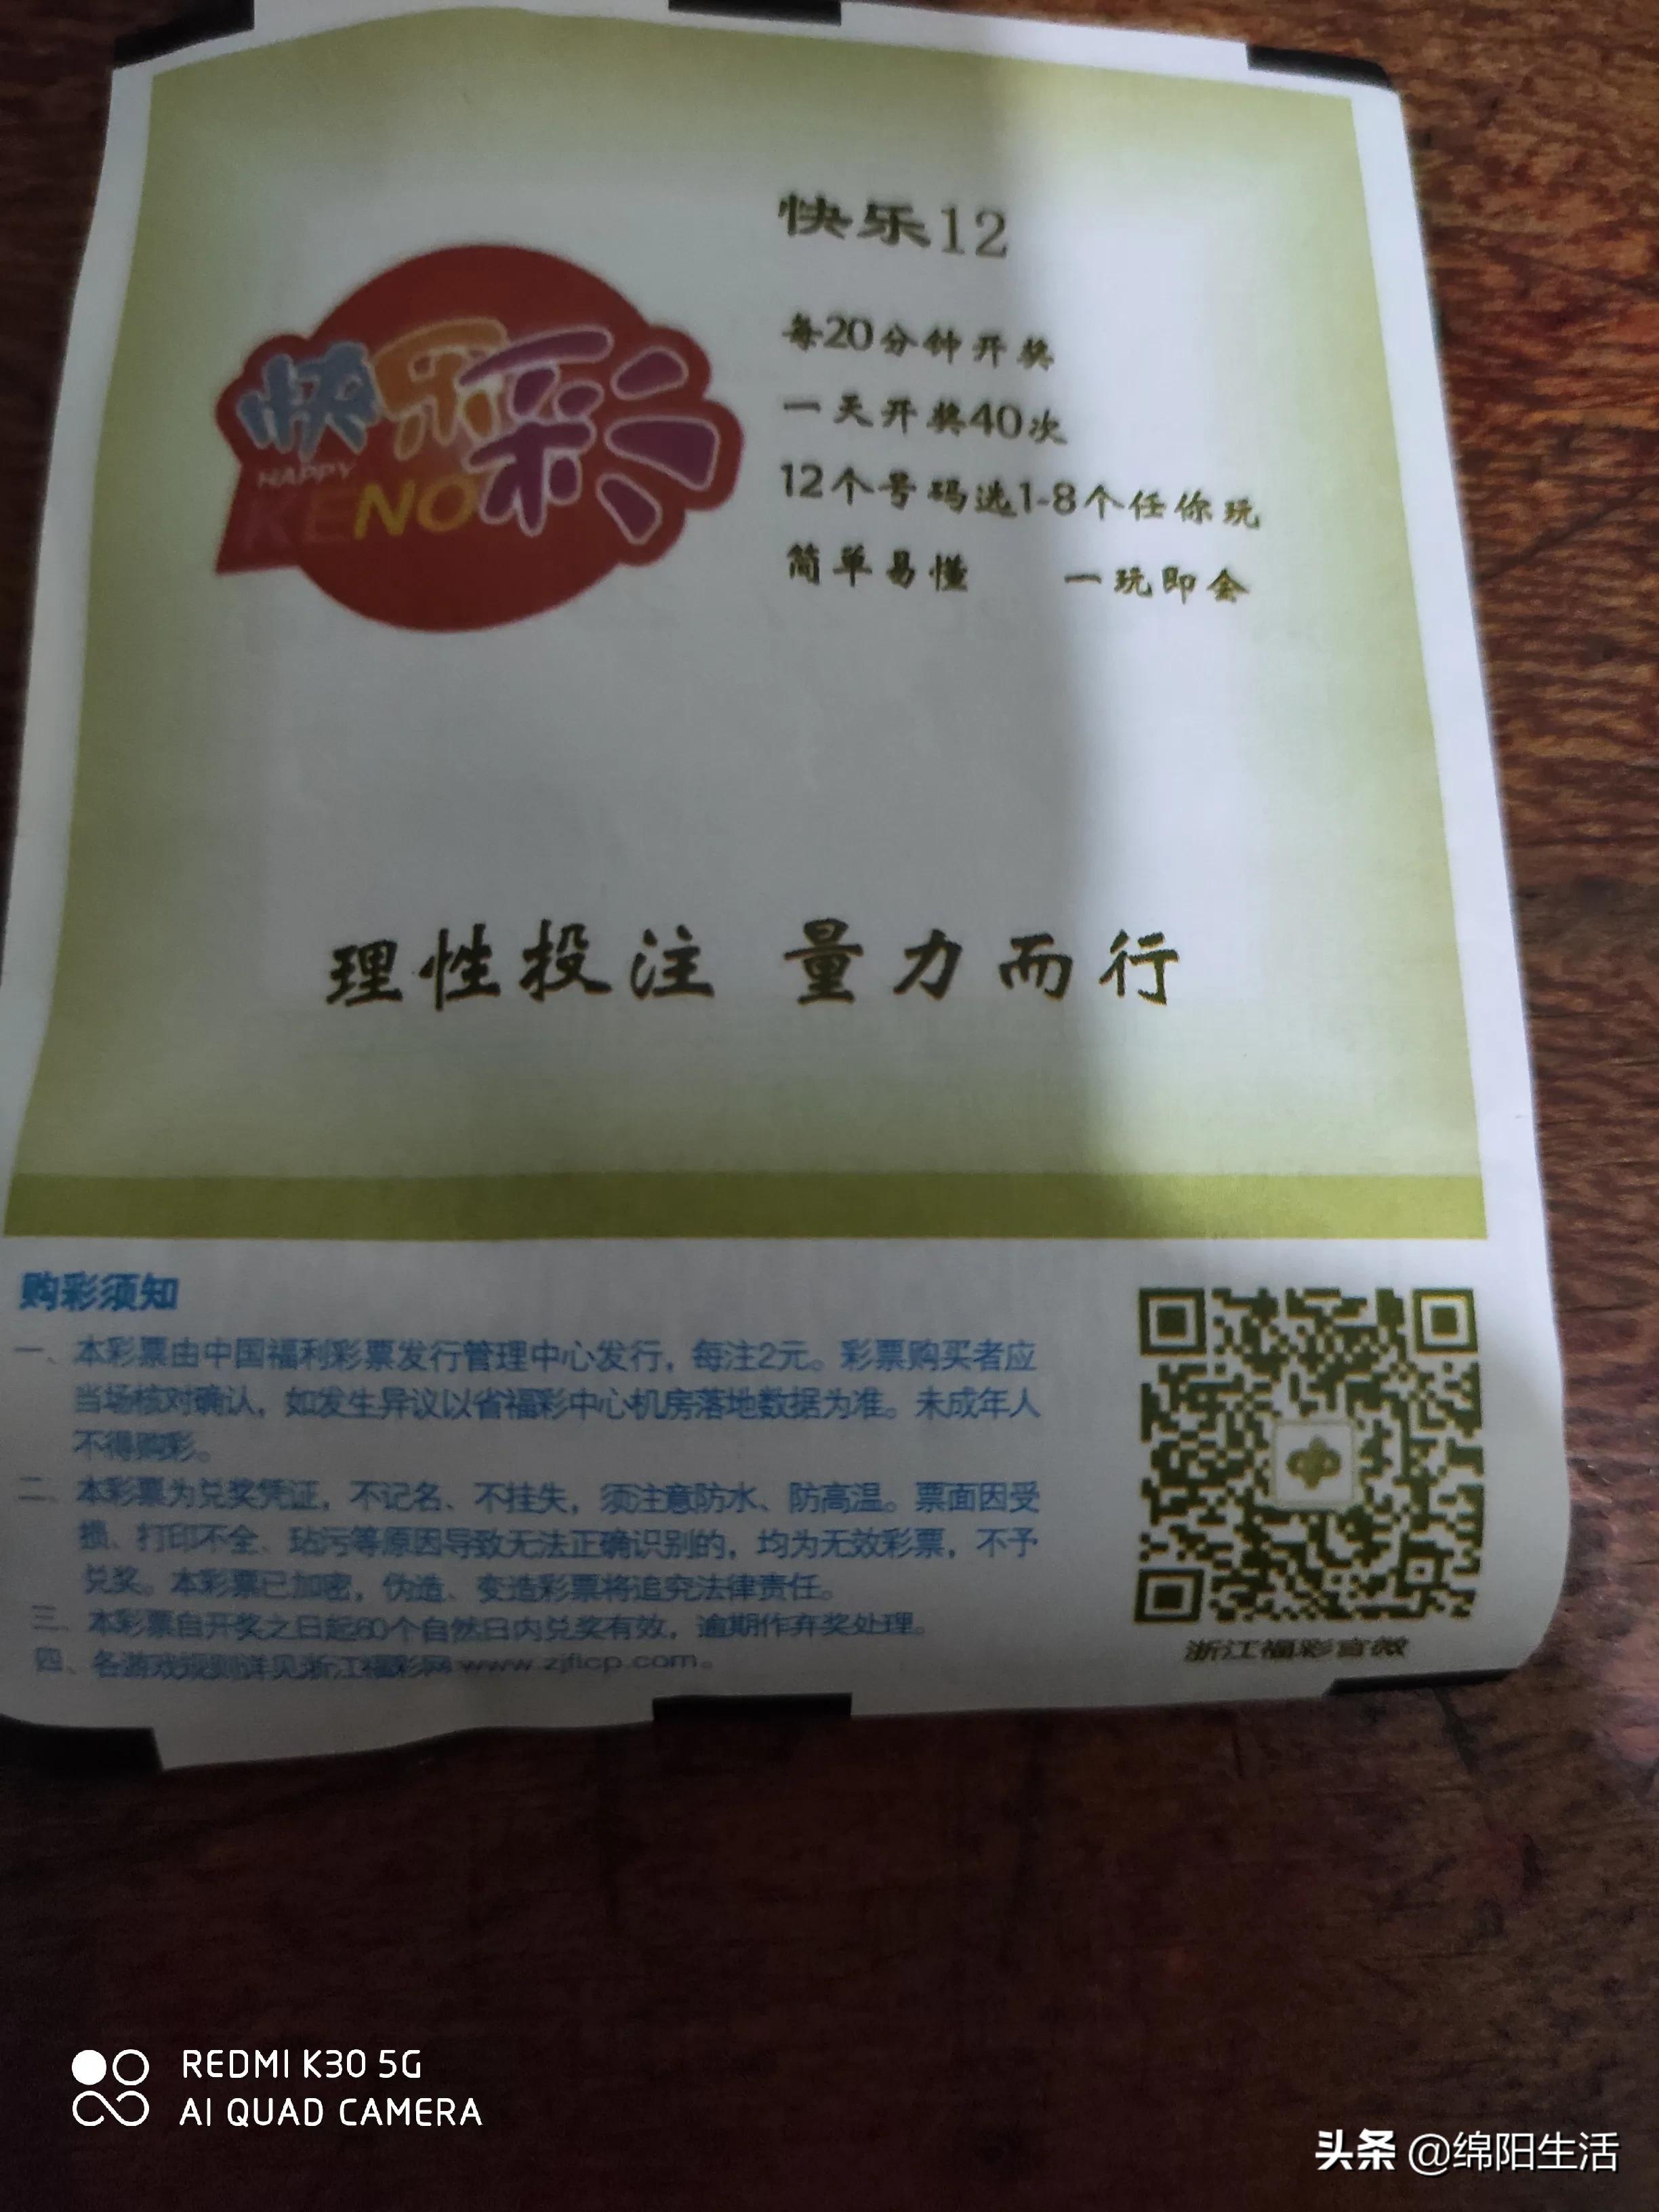 快乐12
每20分钟开奖
一天开奖40次
12个号码选1-8个任你玩
简单易懂 一玩即会
快乐彩
HAPPY
KENO
理性投注 量力而行
购彩须知
一、本彩票由中国福利彩票发行管理中心发行，每注2元。彩票购买者应
当场核对确认，如发生异议以省福彩中心机房落地数据为准。未成年人
不得购彩。
二、本彩票为兑奖凭证，不记名、不挂失，须注意防水、防高温。票面因受
损、打印不全、玷污等原因导致无法正确识别的，均为无效彩票，不予
兑奖。本彩票已加密，伪造、变造彩票将追究法律责任。
三、本彩票自开奖之日起60个自然日内兑奖有效，逾期作弃奖处理。
四、各游戏规则详见浙江福彩网www.zjflcp.com。
浙江福彩官微
REDMI K30 5G
AI QUAD CAMERA
头条 @绵阳生活